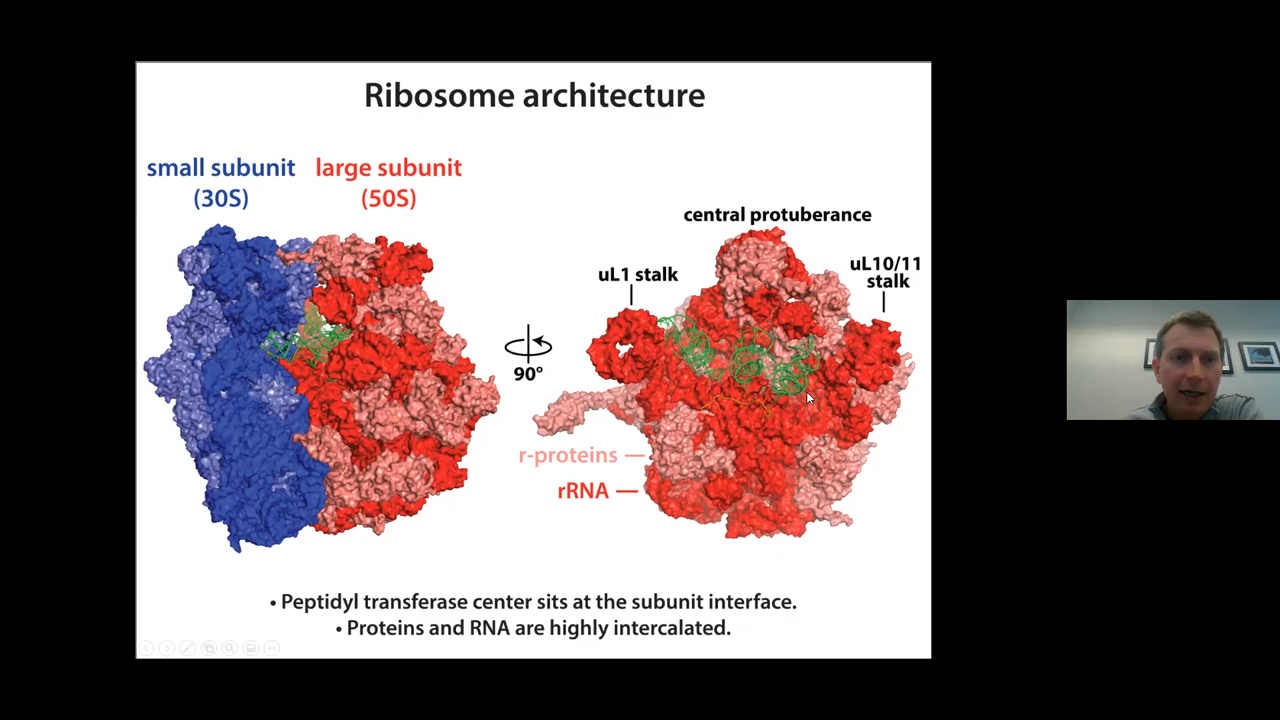 Ribosome architecture
small subunit
(30S)
large subunit
(50S)
central protuberance
uL1 stalk
uL10/11
stalk
90°
r-proteins
rRNA
• Peptidyl transferase center sits at the subunit interface.
• Proteins and RNA are highly intercalated.